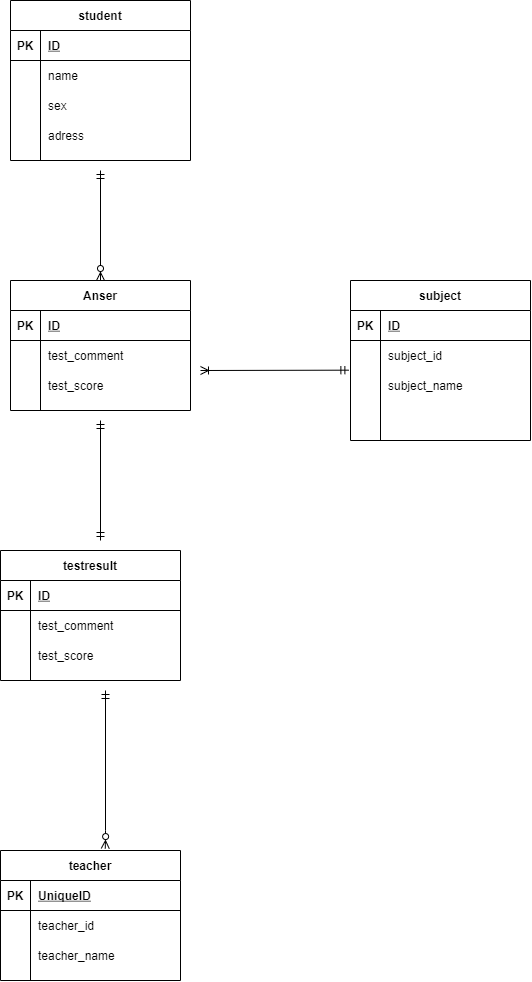 student
PK ID
name
sex
adress
Anser
PK ID
test_comment
test_score
subject
PK ID
subject_id
subject_name
testresult
PK ID
test_comment
test_score
teacher
PK UniqueID
teacher_id
teacher_name